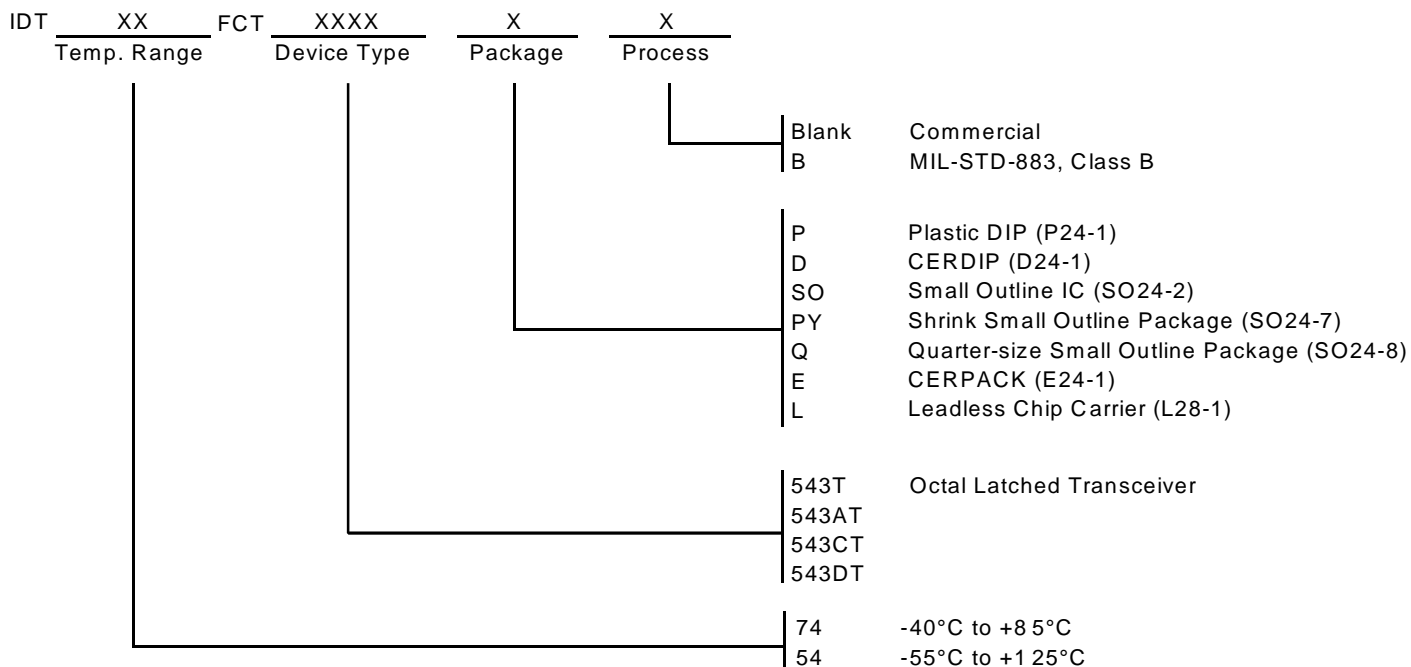 IDT XX FCT XXXX X X
Temp. Range Device Type Package Process
Blank Commercial
B MIL-STD-883, Class B
P Plastic DIP (P24-1)
D CERDIP (D24-1)
SO Small Outline IC (SO24-2)
PY Shrink Small Outline Package (SO24-7)
Q Quarter-size Small Outline Package (SO24-8)
E CERPACK (E24-1)
L Leadless Chip Carrier (L28-1)
543T Octal Latched Transceiver
543AT
543CT
543DT
74 -40°C to +85°C
54 -55°C to +125°C